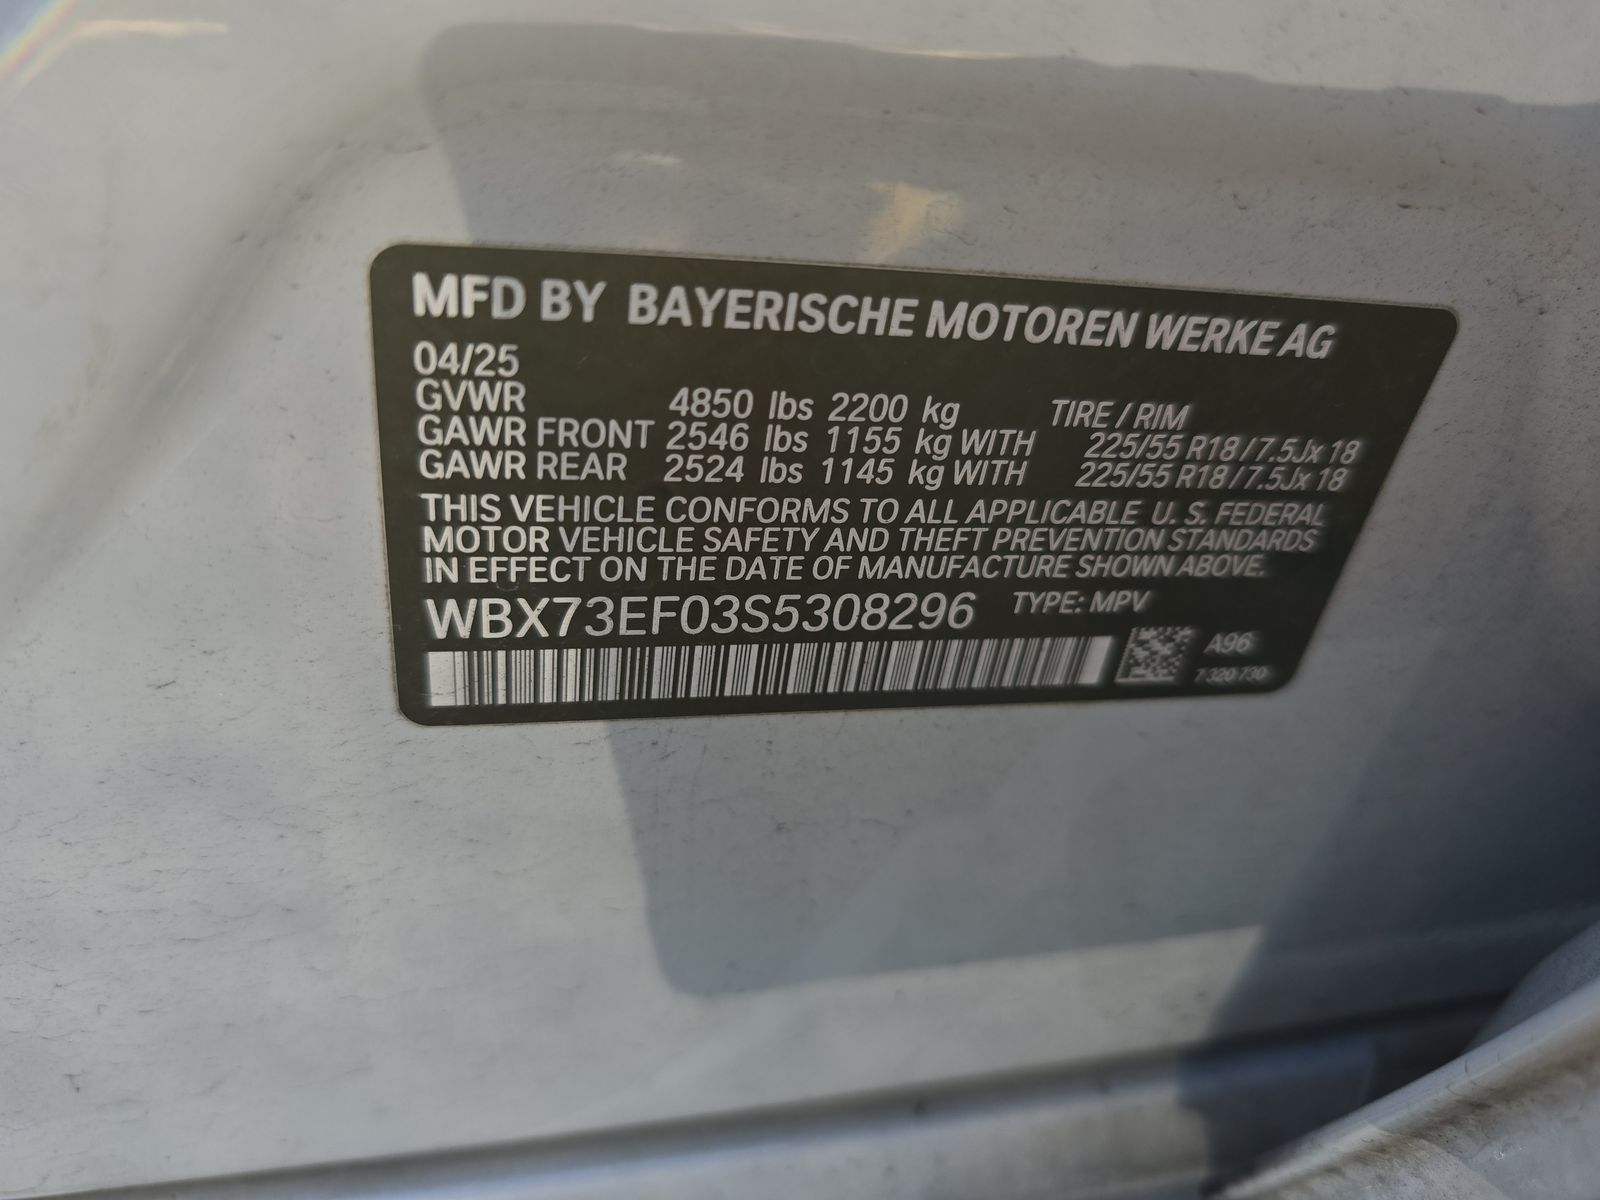 MFD BY BAYERISCHE MOTOREN WERKE AG
04/25
GVWR 4850 lbs 2200 kg TIRE / RIM
GAWR FRONT 2546 lbs 1155 kg WITH 225/55 R18 / 7.5Jx 18
GAWR REAR 2524 lbs 1145 kg WITH 225/55 R18 / 7.5Jx 18
THIS VEHICLE CONFORMS TO ALL APPLICABLE U. S. FEDERAL
MOTOR VEHICLE SAFETY AND THEFT PREVENTION STANDARDS
IN EFFECT ON THE DATE OF MANUFACTURE SHOWN ABOVE.
WBX73EF03S5308296 TYPE: MPV
A96
7 320 730